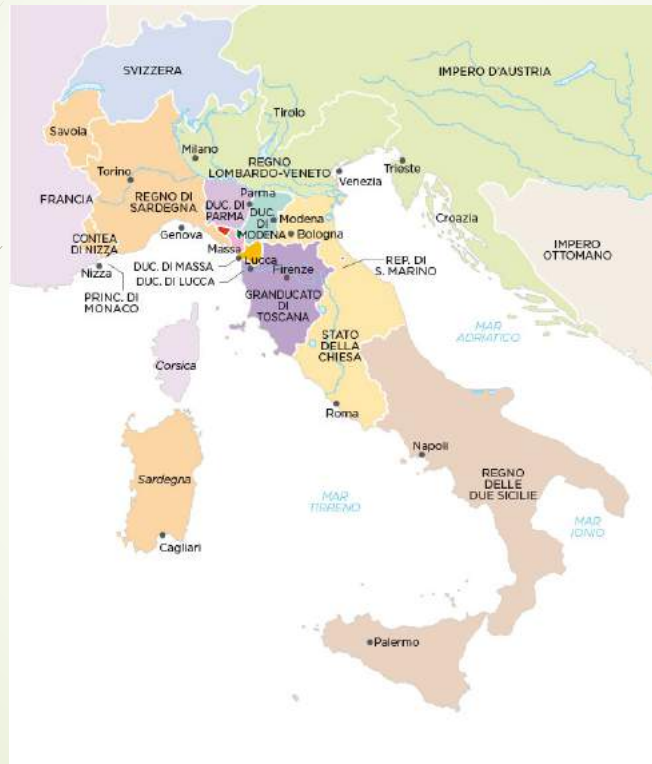 SVIZZERA
IMPERO D'AUSTRIA
Tirolo
Savoia
Milano
Torino
REGNO
LOMBARDO-VENETO
Venezia
Trieste
FRANCIA
REGNO DI
SARDEGNA
DUC. DI
PARMA
Parma
DUC.
DI
MODENA
Modena
Croazia
Genova
Bologna
CONTEA
DI NIZZA
Massa
IMPERO
OTTOMANO
Nizza
DUC. DI MASSA
DUC. DI LUCCA
Lucca
Firenze
REP. DI
S. MARINO
PRINC. DI
MONACO
GRANDUCATO
DI
TOSCANA
STATO
DELLA
CHIESA
MAR
ADRIATICO
Corsica
Roma
Napoli
Sardegna
REGNO
DELLE
DUE SICILIE
MAR
TIRRENO
MAR
IONIO
Cagliari
Palermo